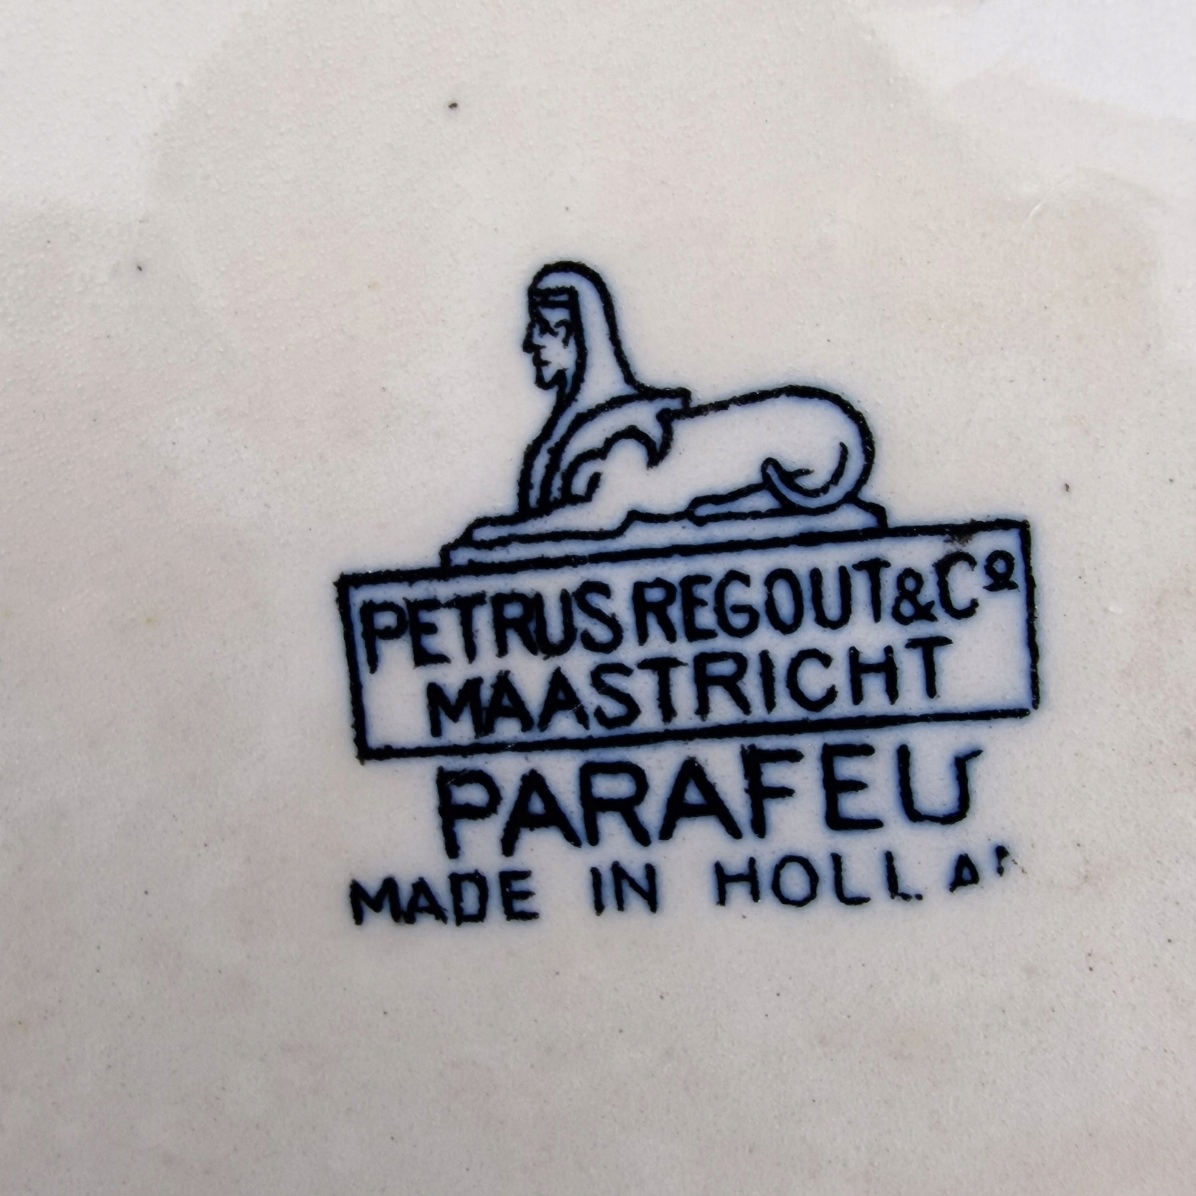 PETRUS REGOUT & Cº
MAASTRICHT
PARAFEU
MADE IN